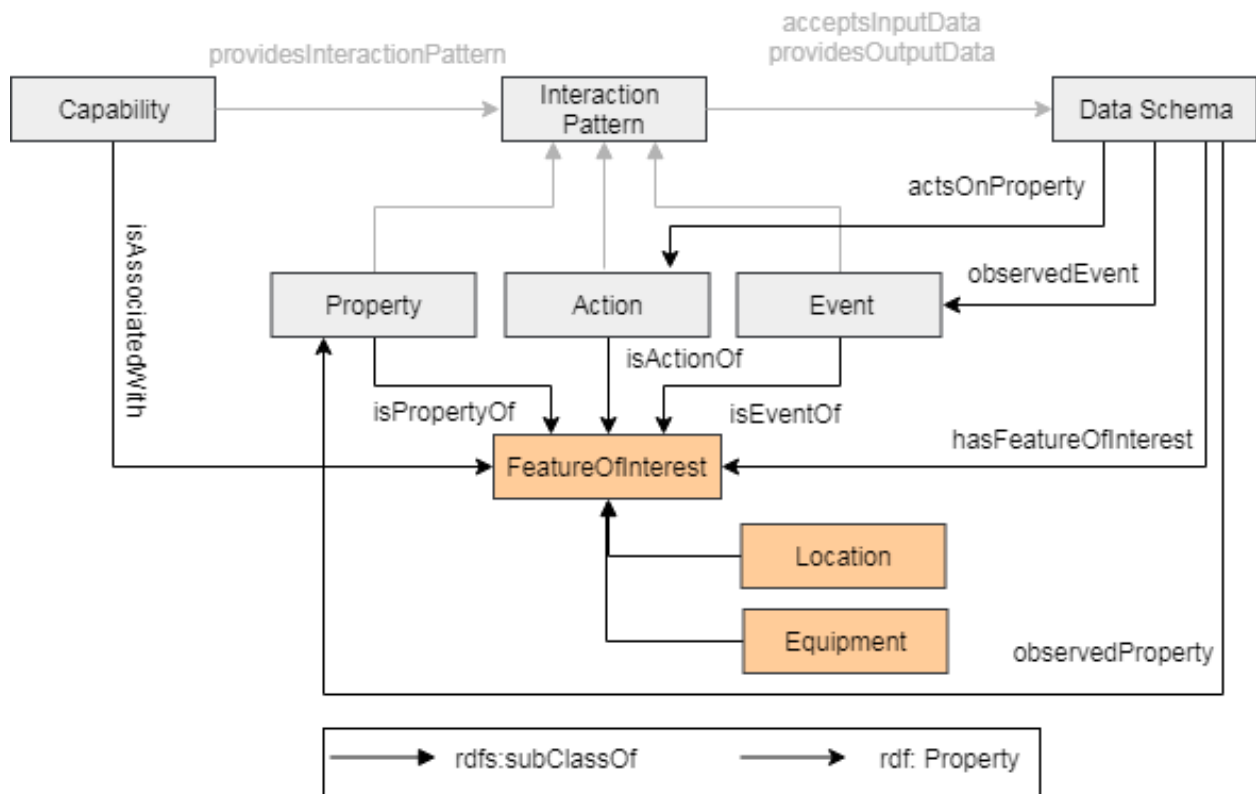 acceptsInputData
providesInteractionPattern
providesOutputData
Capability
Interaction
Pattern
Data Schema
actsOnProperty
isAssociatedWith
observedEvent
Property
Action
Event
isActionOf
isPropertyOf
isEventOf
hasFeatureOfInterest
FeatureOfInterest
Location
Equipment
observedProperty
rdfs:subClassOf
rdf: Property